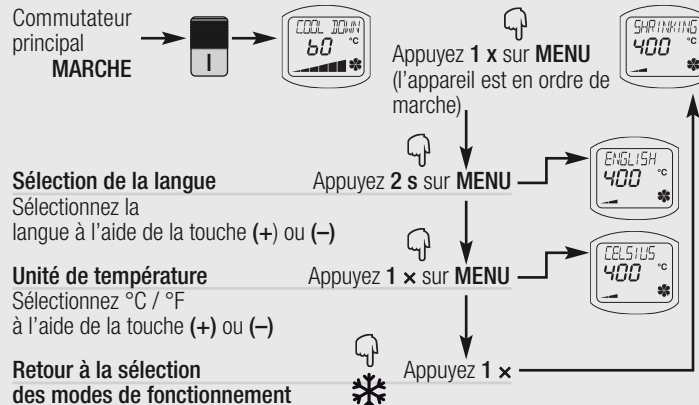 Commutateur
principal
MARCHE
I
COOL DOWN
60 °C
Appuyez 1 x sur MENU
(l'appareil est en ordre de
marche)
SHRINKING
400 °C
Sélection de la langue
Appuyez 2 s sur MENU
ENGLISH
400 °C
Sélectionnez la
langue à l'aide de la touche (+) ou (–)
Unité de température
Appuyez 1 × sur MENU
CELSIUS
400 °C
Sélectionnez °C / °F
à l'aide de la touche (+) ou (–)
Retour à la sélection
des modes de fonctionnement
Appuyez 1 ×